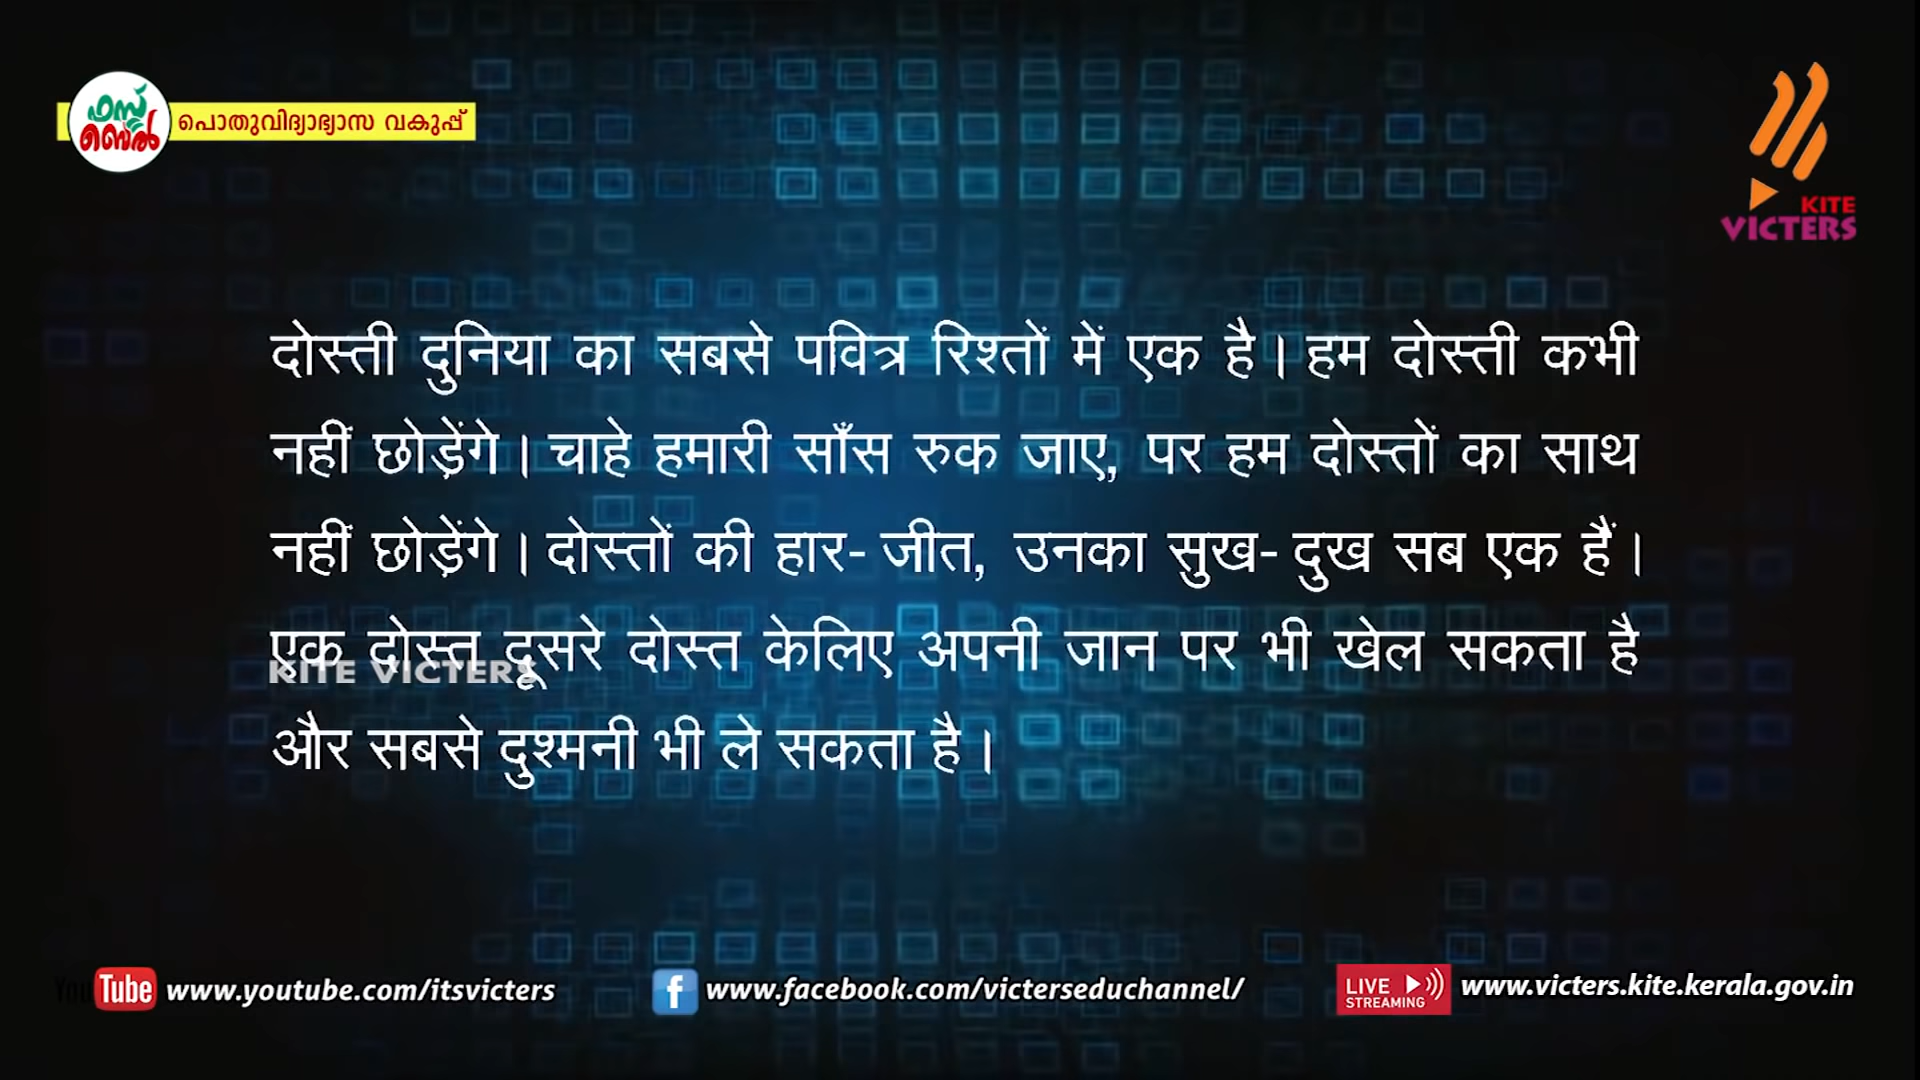 ഫസ്റ്റ്
ബെൽ
പൊതുവിദ്യാഭ്യാസ വകുപ്പ്
KITE
VICTERS
दोस्ती दुनिया का सबसे पवित्र रिश्तों में एक है। हम दोस्ती कभी
नहीं छोड़ेंगे। चाहे हमारी साँस रुक जाए, पर हम दोस्तों का साथ
नहीं छोड़ेंगे। दोस्तों की हार- जीत, उनका सुख- दुख सब एक हैं।
एक दोस्त दूसरे दोस्त केलिए अपनी जान पर भी खेल सकता है
KITE VICTERS
और सबसे दुश्मनी भी ले सकता है।
You Tube www.youtube.com/itsvicters
f www.facebook.com/victerseduchannel/
LIVE STREAMING www.victers.kite.kerala.gov.in